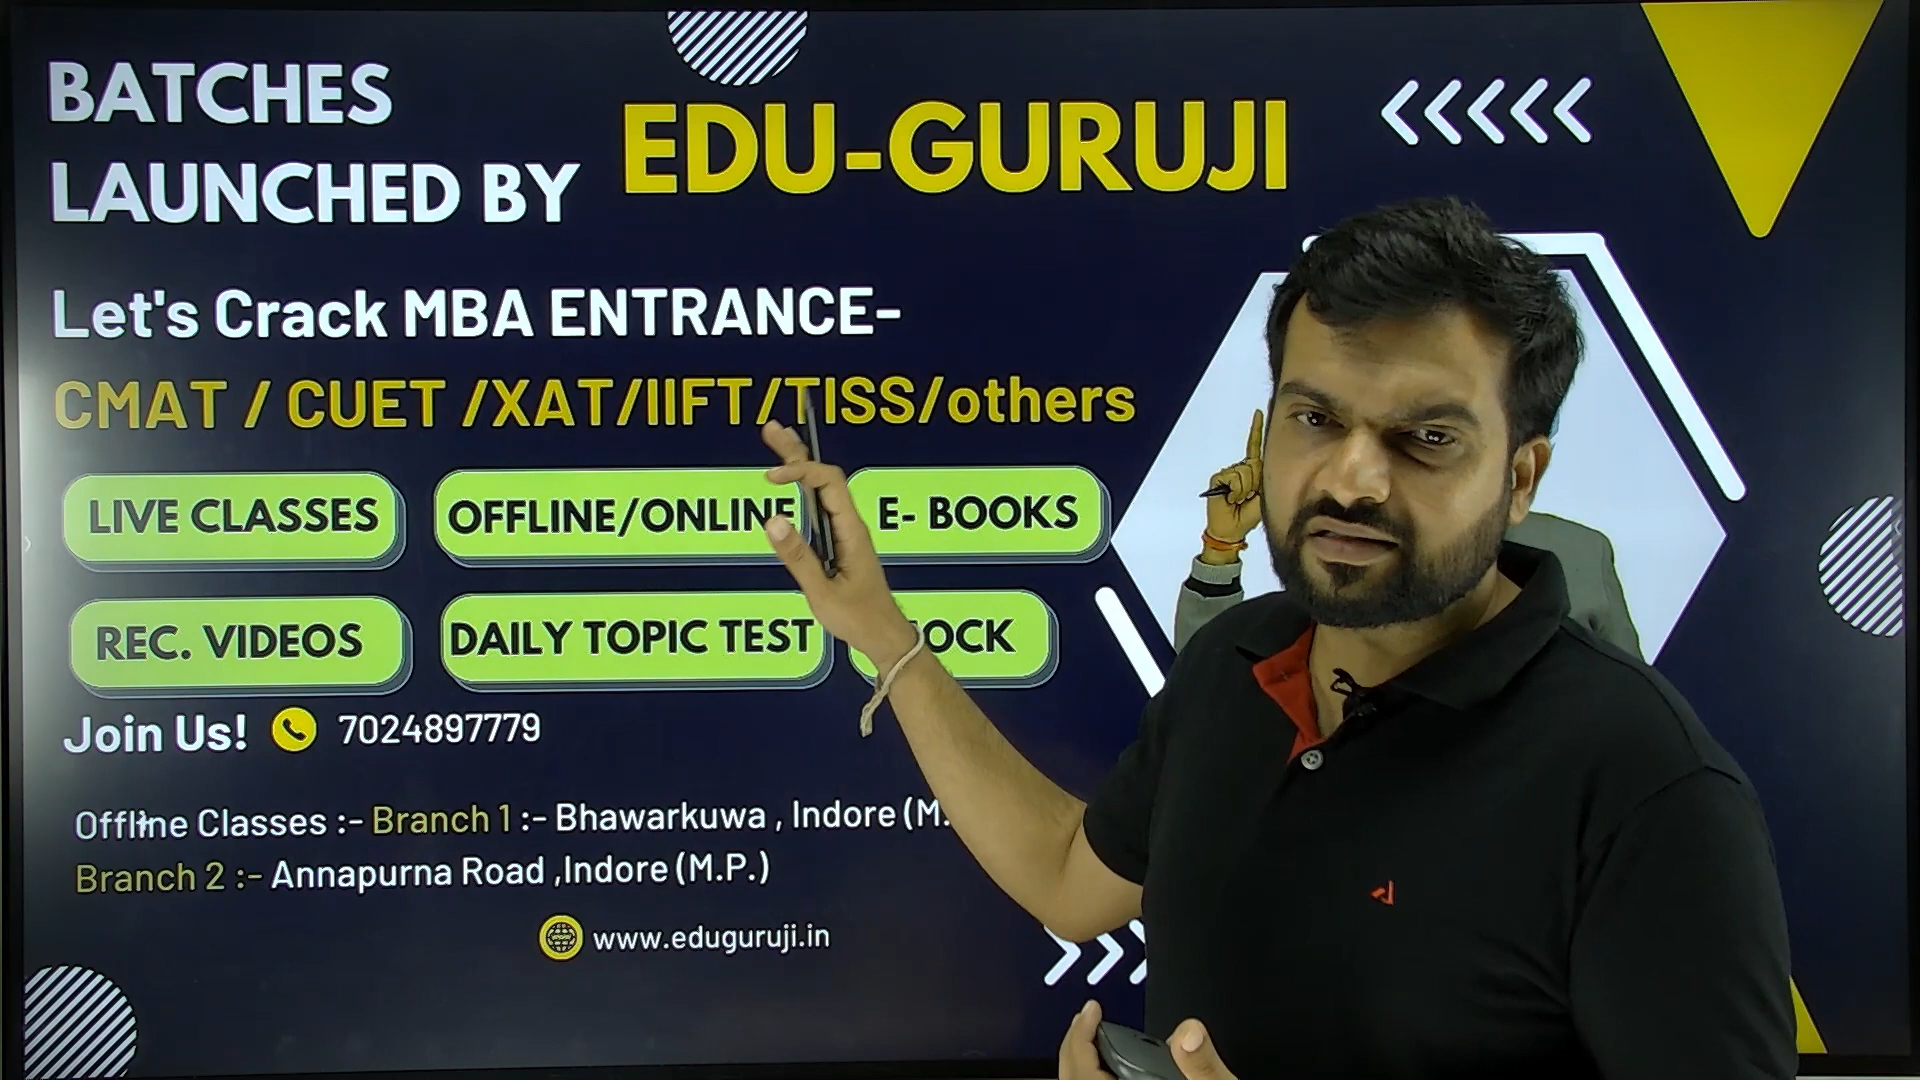 BATCHES
LAUNCHED BY
EDU-GURUJI
Let's Crack MBA ENTRANCE-
CMAT / CUET /XAT/IIFT/TISS/others
LIVE CLASSES
OFFLINE/ONLINE
E- BOOKS
REC. VIDEOS
DAILY TOPIC TEST
Join Us! 7024897779
Offline Classes :- Branch 1 :- Bhawarkuwa , Indore (M.
Branch 2 :- Annapurna Road ,Indore (M.P.)
www.eduguruji.in